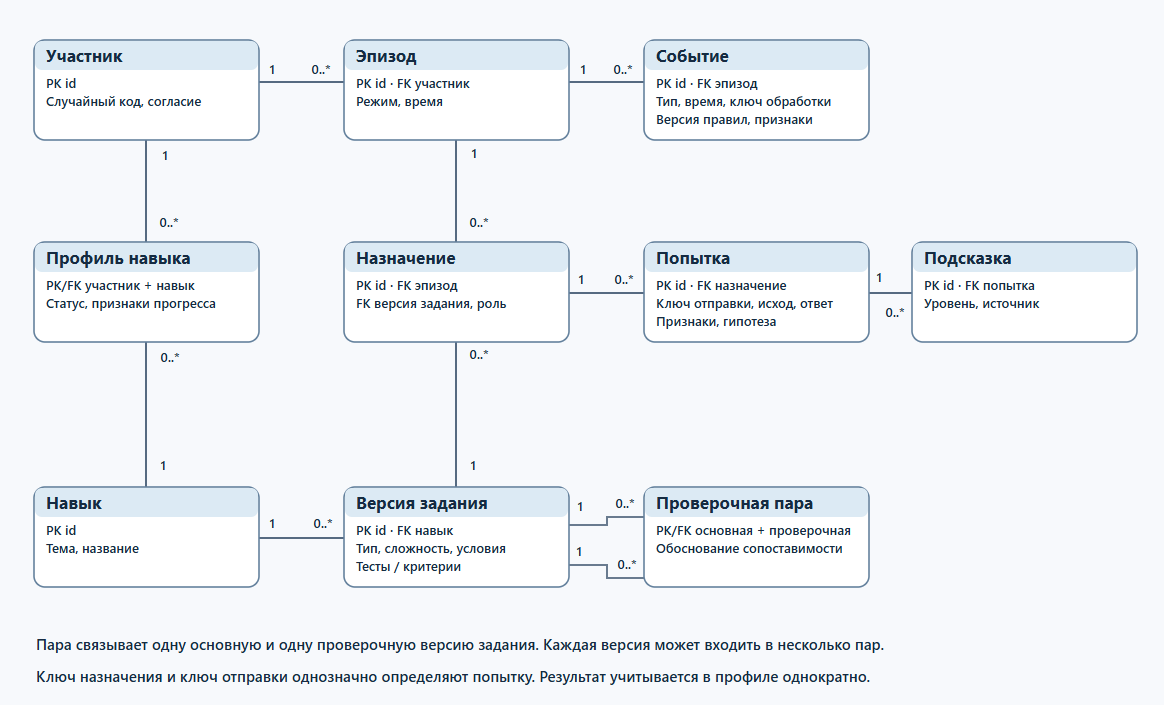 Участник
PK id
Случайный код, согласие
1
0..*
Эпизод
PK id · FK участник
Режим, время
1
0..*
Событие
PK id · FK эпизод
Тип, время, ключ обработки
Версия правил, признаки
1
0..*
1
0..*
Профиль навыка
PK/FK участник + навык
Статус, признаки прогресса
Назначение
PK id · FK эпизод
FK версия задания, роль
1
0..*
Попытка
PK id · FK назначение
Ключ отправки, исход, ответ
Признаки, гипотеза
1
0..*
Подсказка
PK id · FK попытка
Уровень, источник
0..*
1
0..*
1
Навык
PK id
Тема, название
1
0..*
Версия задания
PK id · FK навык
Тип, сложность, условия
Тесты / критерии
1
0..*
1
0..*
Проверочная пара
PK/FK основная + проверочная
Обоснование сопоставимости
Пара связывает одну основную и одну проверочную версию задания. Каждая версия может входить в несколько пар.
Ключ назначения и ключ отправки однозначно определяют попытку. Результат учитывается в профиле однократно.